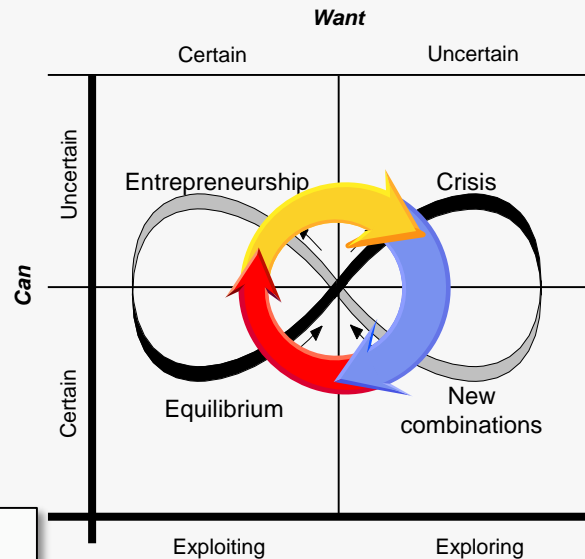 Want
Certain
Uncertain
Uncertain
Entrepreneurship
Crisis
Can
Certain
Equilibrium
New
combinations
Exploiting
Exploring